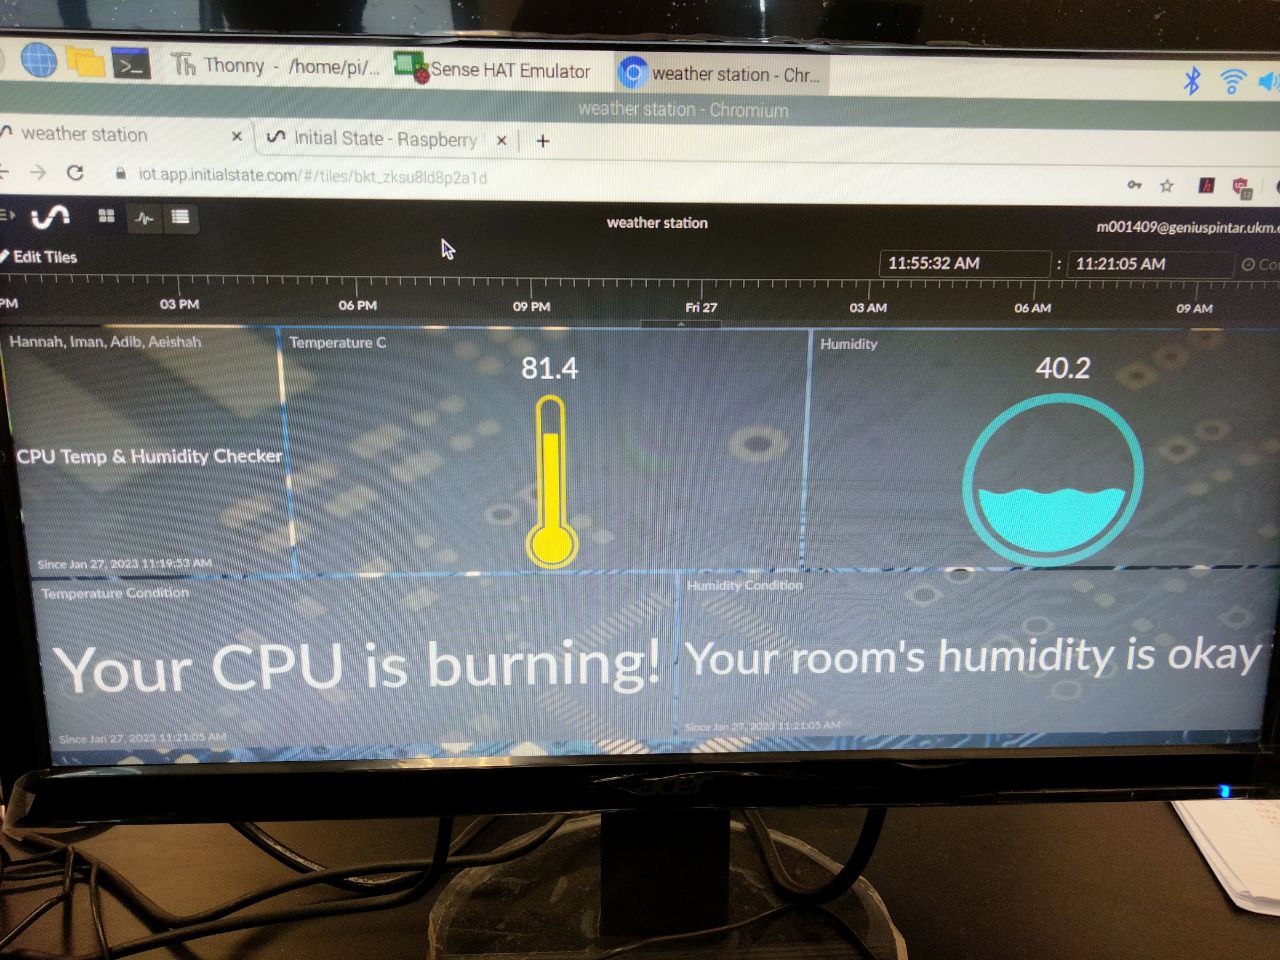 Thonny - /home/pi/...
Sense HAT Emulator
weather station - Chr...
weather station - Chromium
weather station
Initial State - Raspberry
iot.app.initialstate.com/#/tiles/bkt_zksu8ld8p2a1d
weather station
m001409@geniuspintar.ukm.e
Edit Tiles
11:55:32 AM : 11:21:05 AM
PM 03 PM 06 PM 09 PM Fri 27 03 AM 06 AM 09 AM
Hannah, Iman, Adib, Aeishah
CPU Temp & Humidity Checker
Since Jan 27, 2023 11:19:53 AM
Temperature C
81.4
Humidity
40.2
Temperature Condition
Your CPU is burning!
Since Jan 27, 2023 11:21:05 AM
Humidity Condition
Your room's humidity is okay
Since Jan 27, 2023 11:21:05 AM
acer